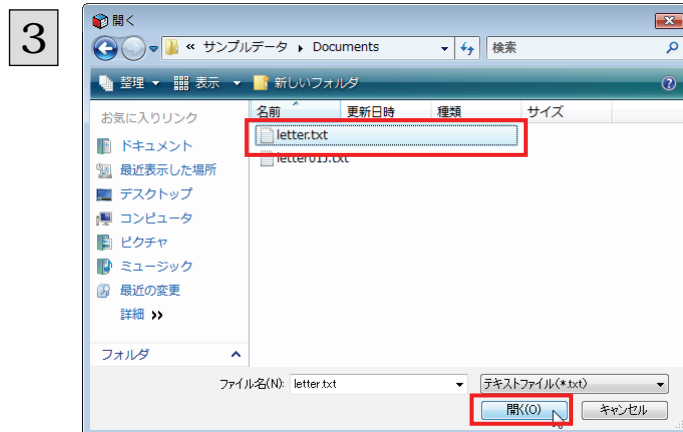 3
開く
« サンプルデータ ▸ Documents
検索
整理 表示 新しいフォルダ
お気に入りリンク
ドキュメント
最近表示した場所
デスクトップ
コンピュータ
ピクチャ
ミュージック
最近の変更
詳細 »
フォルダ
名前 更新日時 種類 サイズ
letter.txt
letter01J.txt
ファイル名(N): letter.txt
テキストファイル(*.txt)
開く(O) キャンセル